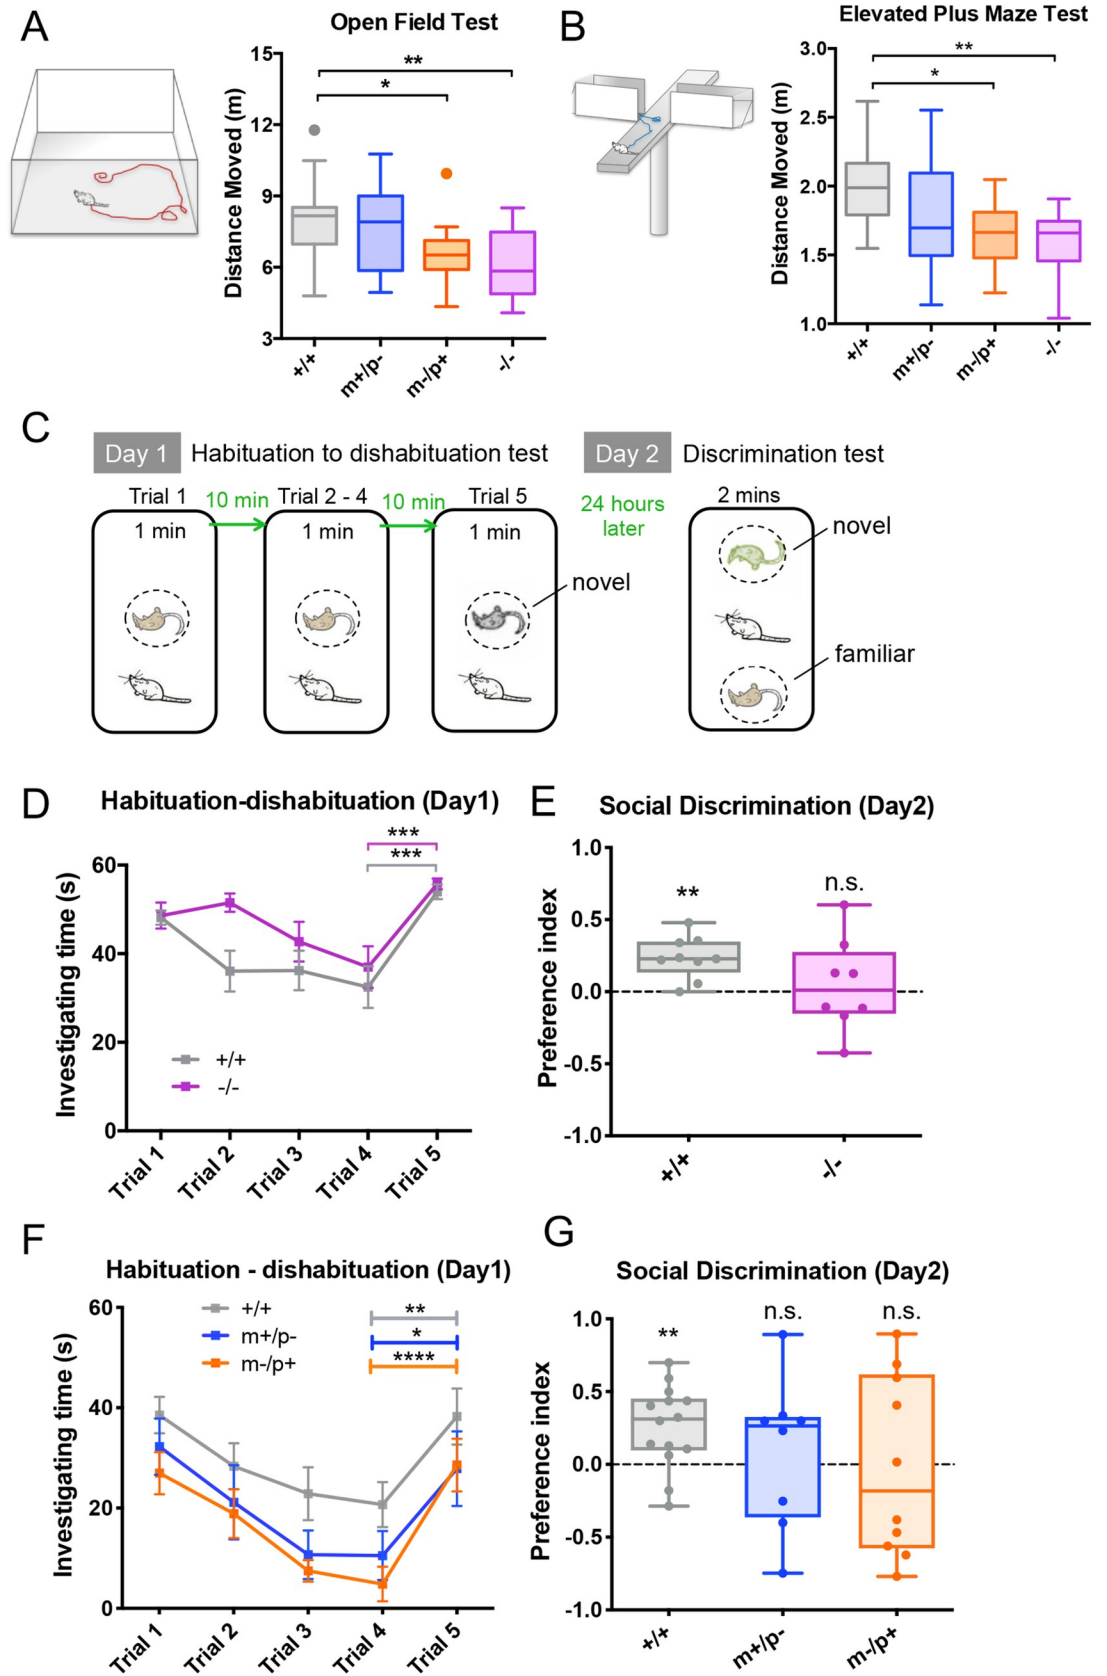 A
Open Field Test
15
12
9
6
3
Distance Moved (m)
**
*
+/+
m+/p-
m-/p+
-/-
B
Elevated Plus Maze Test
3.0
2.5
2.0
1.5
1.0
Distance Moved (m)
**
*
+/+
m+/p-
m-/p+
-/-
C
Day 1 Habituation to dishabituation test
Day 2 Discrimination test
Trial 1 10 min Trial 2 - 4 10 min Trial 5
1 min 1 min 1 min
novel
24 hours
later
2 mins
novel
familiar
D
Habituation-dishabituation (Day1)
***
***
60
40
20
0
Investigating time (s)
+/+
-/-
Trial 1
Trial 2
Trial 3
Trial 4
Trial 5
E
Social Discrimination (Day2)
1.0
0.5
0.0
-0.5
-1.0
Preference index
**
n.s.
+/+
-/-
F
Habituation - dishabituation (Day1)
60
40
20
0
Investigating time (s)
+/+
m+/p-
m-/p+
**
*
****
Trial 1
Trial 2
Trial 3
Trial 4
Trial 5
G
Social Discrimination (Day2)
1.0
0.5
0.0
-0.5
-1.0
Preference index
**
n.s.
n.s.
+/+
m+/p-
m-/p+